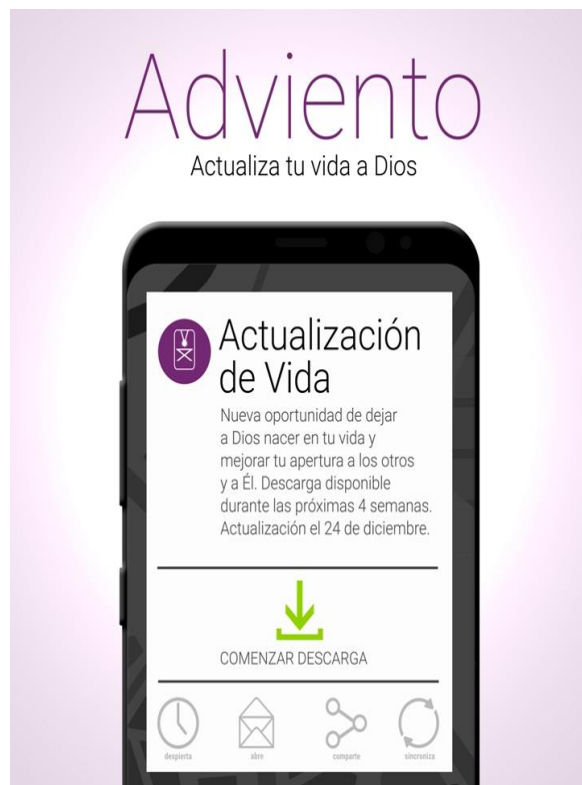 Adviento
Actualiza tu vida a Dios
Actualización
de Vida
Nueva oportunidad de dejar
a Dios nacer en tu vida y
mejorar tu apertura a los otros
y a Él. Descarga disponible
durante las próximas 4 semanas.
Actualización el 24 de diciembre.
COMENZAR DESCARGA
despierta abre comparte sincroniza